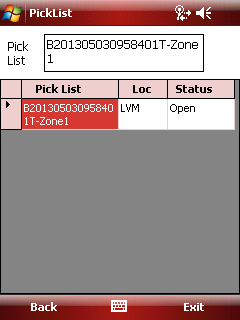 PickList
Pick
List
B201305030958401T-Zone
1
Pick List Loc Status
B20130503095840 LVM Open
1T-Zone1
Back Exit